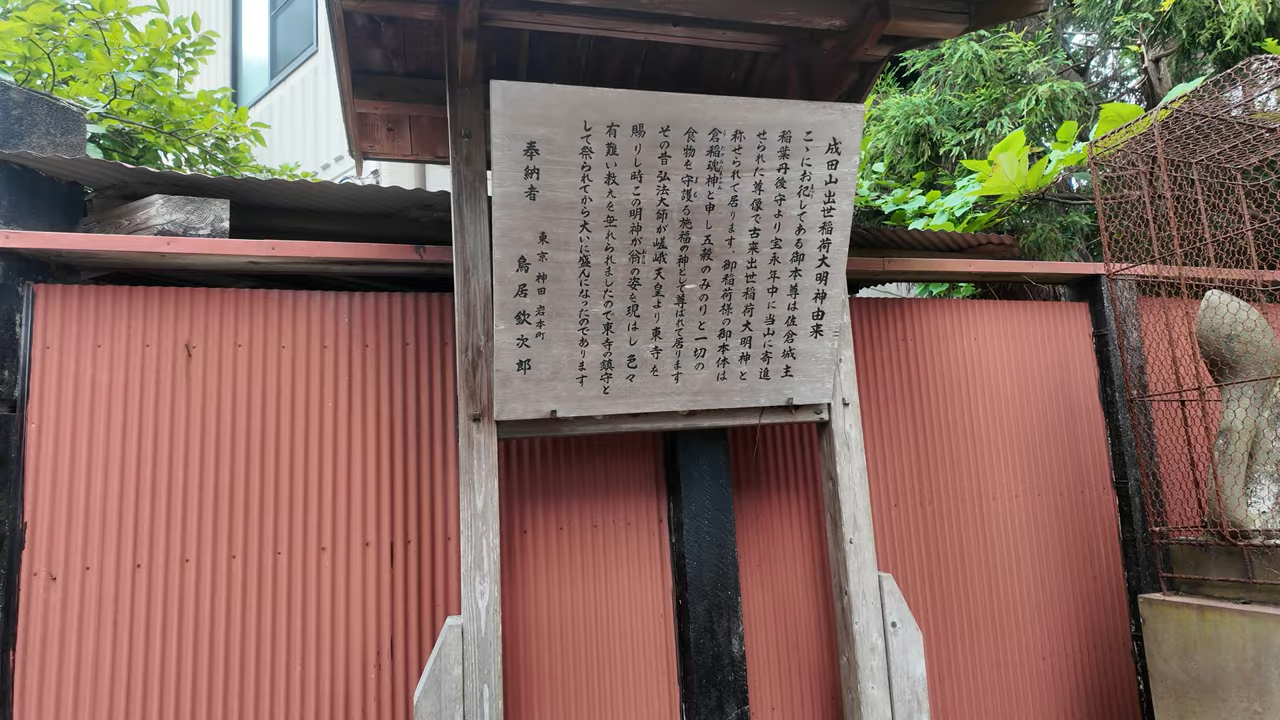 成田山出世稲荷大明神由来
こゝにお祀してある御本尊は佐倉城主
稲葉丹後守より宝永年中に当山に寄進
せられた尊像で古来出世稲荷大明神と
称せられて居ります。御稲荷様の御本体は
倉稲魂神と申し五穀のみのりと一切の
食物を守護る施福の神として尊ばれて居ります
その昔弘法大師が嵯峨天皇より東寺を
賜りし時この明神が翁の姿を現はし色々
有難い教えを垂れられましたので東寺の鎮守と
して祭られてから大いに盛んになったのであります
奉納者
東京神田岩本町
鳥居欽次郎